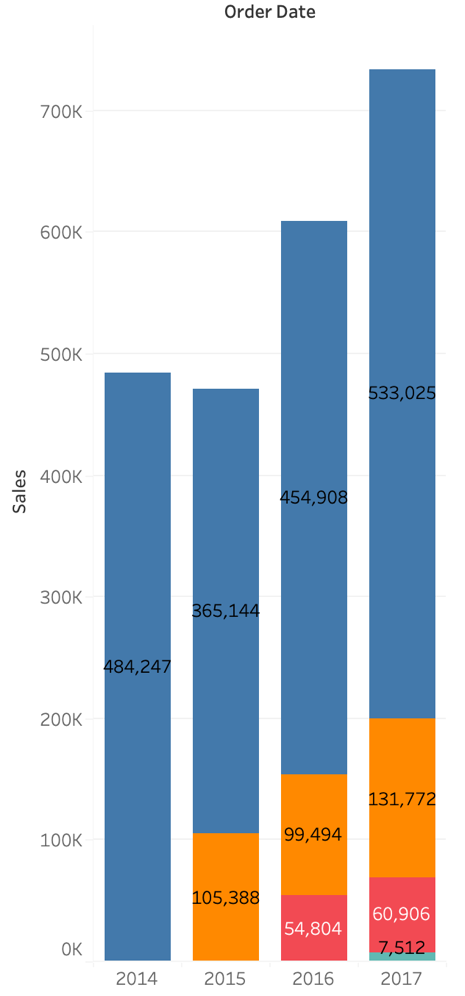 Order Date
700K
600K
500K
400K
300K
200K
100K
0K
Sales
484,247
365,144
105,388
454,908
99,494
54,804
533,025
131,772
60,906
7,512
2014
2015
2016
2017